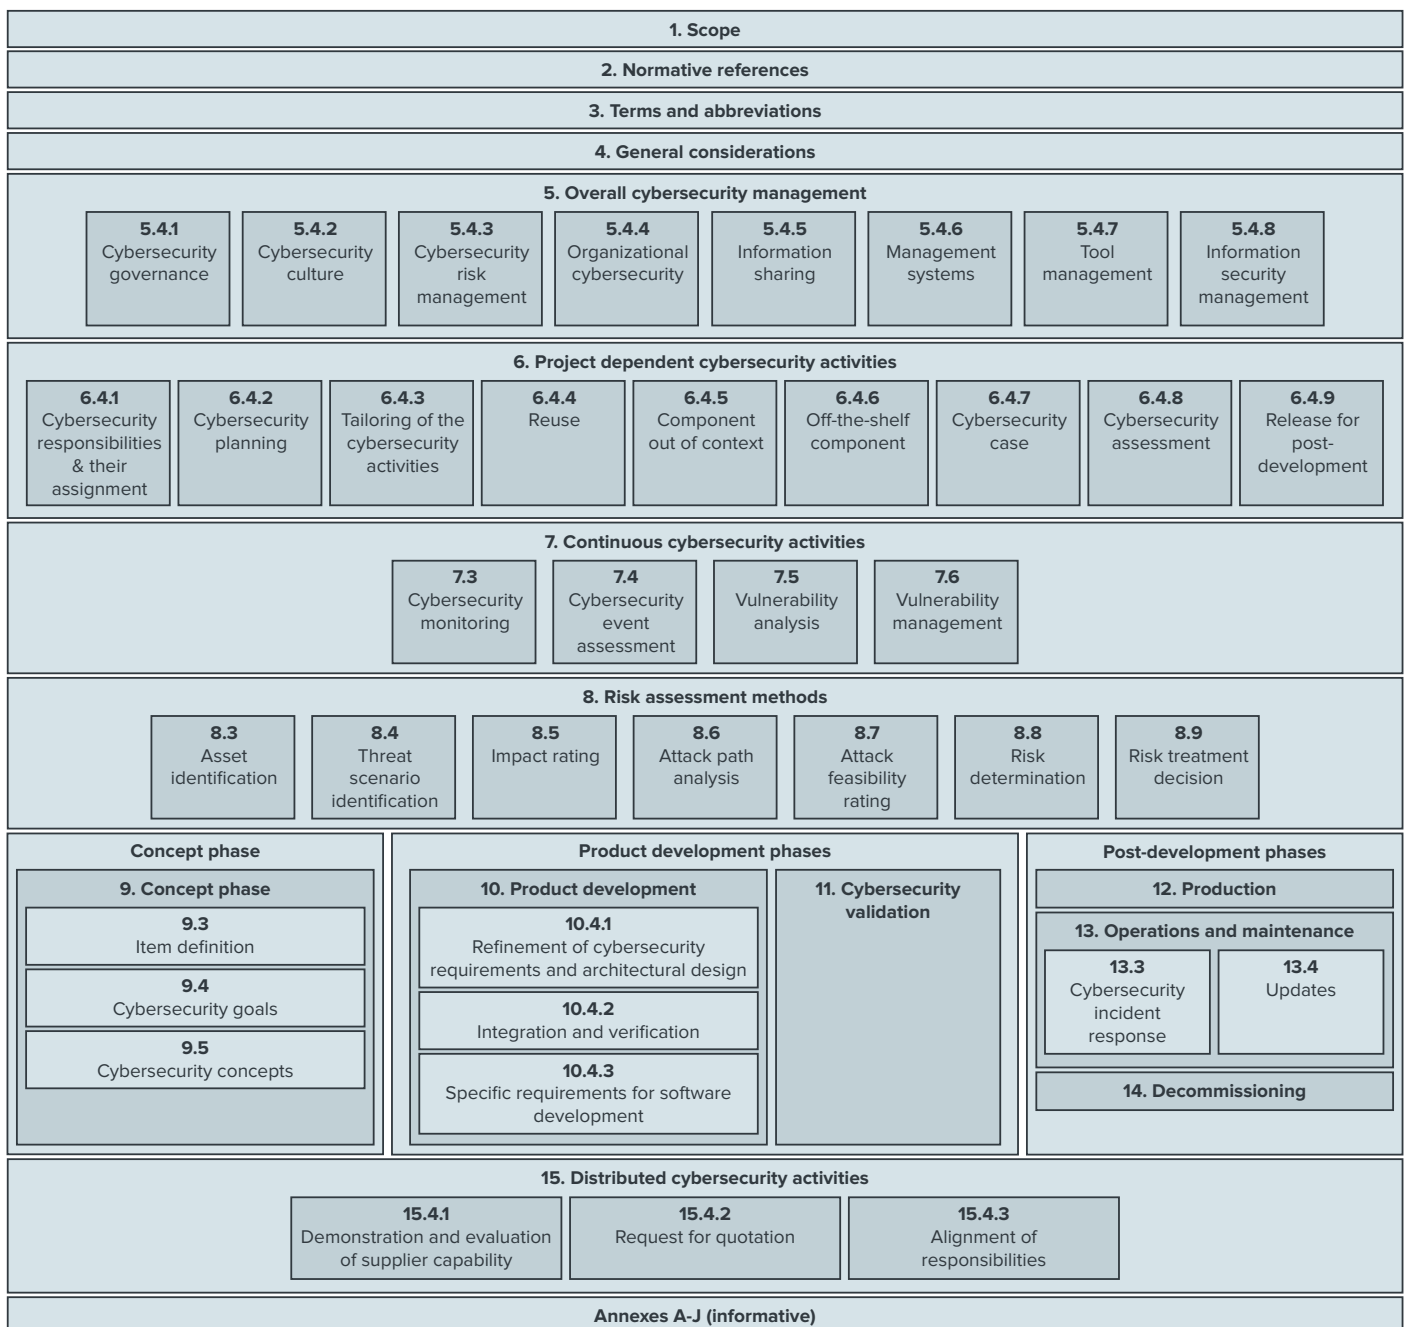 1. Scope
2. Normative references
3. Terms and abbreviations
4. General considerations
5. Overall cybersecurity management
5.4.1
Cybersecurity
governance
5.4.2
Cybersecurity
culture
5.4.3
Cybersecurity
risk
management
5.4.4
Organizational
cybersecurity
5.4.5
Information
sharing
5.4.6
Management
systems
5.4.7
Tool
management
5.4.8
Information
security
management
6. Project dependent cybersecurity activities
6.4.1
Cybersecurity
responsibilities
& their
assignment
6.4.2
Cybersecurity
planning
6.4.3
Tailoring of the
cybersecurity
activities
6.4.4
Reuse
6.4.5
Component
out of context
6.4.6
Off-the-shelf
component
6.4.7
Cybersecurity
case
6.4.8
Cybersecurity
assessment
6.4.9
Release for
post-
development
7. Continuous cybersecurity activities
7.3
Cybersecurity
monitoring
7.4
Cybersecurity
event
assessment
7.5
Vulnerability
analysis
7.6
Vulnerability
management
8. Risk assessment methods
8.3
Asset
identification
8.4
Threat
scenario
identification
8.5
Impact rating
8.6
Attack path
analysis
8.7
Attack
feasibility
rating
8.8
Risk
determination
8.9
Risk treatment
decision
Concept phase
9. Concept phase
9.3
Item definition
9.4
Cybersecurity goals
9.5
Cybersecurity concepts
Product development phases
10. Product development
10.4.1
Refinement of cybersecurity
requirements and architectural design
10.4.2
Integration and verification
10.4.3
Specific requirements for software
development
11. Cybersecurity
validation
Post-development phases
12. Production
13. Operations and maintenance
13.3
Cybersecurity
incident
response
13.4
Updates
14. Decommissioning
15. Distributed cybersecurity activities
15.4.1
Demonstration and evaluation
of supplier capability
15.4.2
Request for quotation
15.4.3
Alignment of
responsibilities
Annexes A-J (informative)